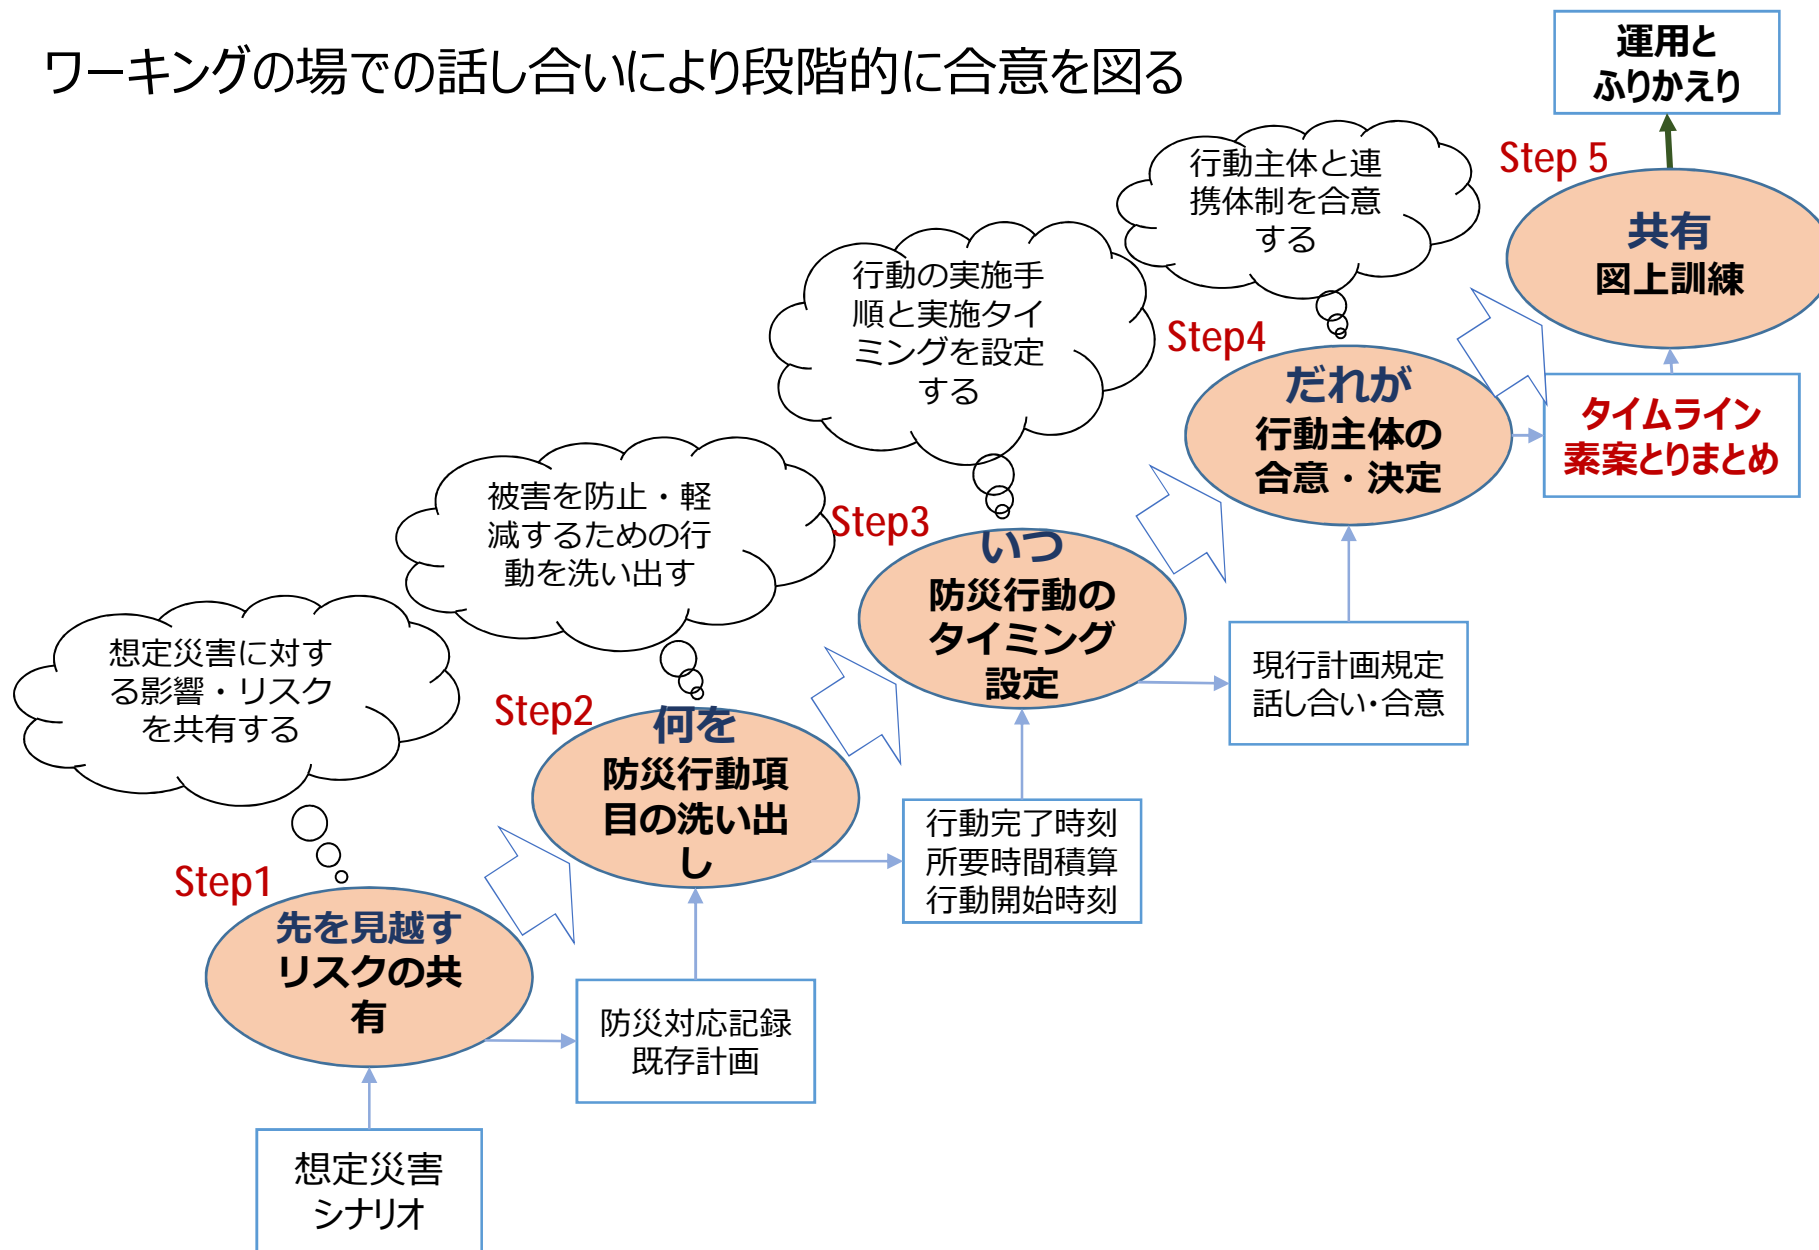 ワーキングの場での話し合いにより段階的に合意を図る
運用と
ふりかえり
Step 5
共有
図上訓練
行動主体と連
携体制を合意
する
Step4
だれが
行動主体の
合意・決定
タイムライン
素案とりまとめ
行動の実施手
順と実施タイ
ミングを設定
する
Step3
いつ
防災行動の
タイミング
設定
現行計画規定
話し合い・合意
被害を防止・軽
減するための行
動を洗い出す
Step2
何を
防災行動項
目の洗い出
し
行動完了時刻
所要時間積算
行動開始時刻
想定災害に対す
る影響・リスク
を共有する
Step1
先を見越す
リスクの共
有
防災対応記録
既存計画
想定災害
シナリオ